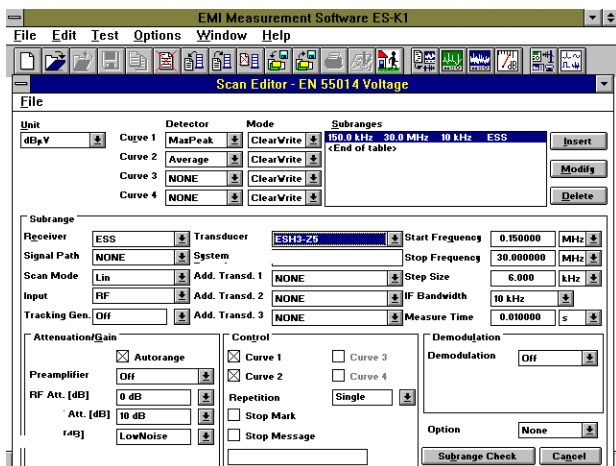 EMI Measurement Software ES-K1
File Edit Test Options Window Help
Scan Editor - EN 55014 Voltage
File
Unit Detector Mode Subranges
dBµV Curve 1 MaxPeak ClearWrite 150.0 kHz 30.0 MHz 10 kHz ESS Insert
<End of table>
Curve 2 Average ClearWrite Modify
Curve 3 NONE ClearWrite
Curve 4 NONE ClearWrite Delete
Subrange
Receiver ESS Transducer ESH3-Z5 Start Frequency 0.150000 MHz
Signal Path NONE System Stop Frequency 30.000000 MHz
Scan Mode Lin Add. Transd. 1 NONE Step Size 6.000 kHz
Input RF Add. Transd. 2 NONE IF Bandwidth 10 kHz
Tracking Gen. Off Add. Transd. 3 NONE Measure Time 0.010000 s
Attenuation/Gain Control Demodulation
Autorange Curve 1 Curve 3 Demodulation Off
Preamplifier Off Curve 2 Curve 4
RF Att. [dB] 0 dB Repetition Single
Att. [dB] 10 dB Stop Mark
[dB] LowNoise Stop Message Option None
Subrange Check Cancel